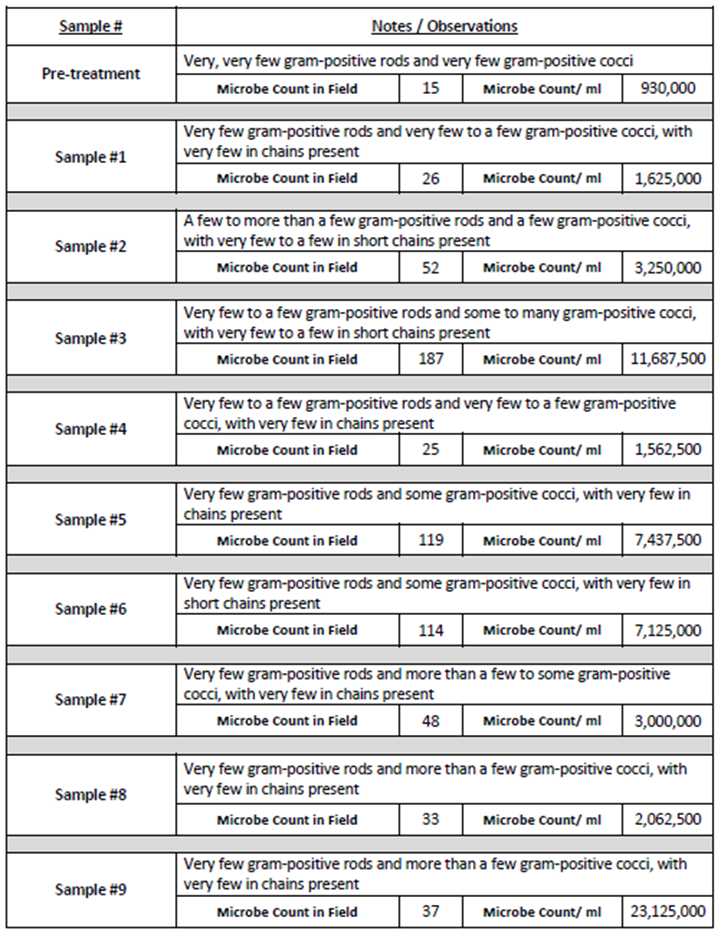 Sample # Notes / Observations
Very, very few gram-positive rods and very few gram-positive cocci
Pre-treatment
Microbe Count in Field 15 Microbe Count/ ml 930,000
Very few gram-positive rods and very few to a few gram-positive cocci, with
very few in chains present
Sample #1
Microbe Count in Field 26 Microbe Count/ ml 1,625,000
A few to more than a few gram-positive rods and a few gram-positive cocci,
with very few to a few in short chains present
Sample #2
Microbe Count in Field 52 Microbe Count/ ml 3,250,000
Very few to a few gram-positive rods and some to many gram-positive cocci,
with very few to a few in short chains present
Sample #3
Microbe Count in Field 187 Microbe Count/ ml 11,687,500
Very few to a few gram-positive rods and very few to a few gram-positive
cocci, with very few in chains present
Sample #4
Microbe Count in Field 25 Microbe Count/ ml 1,562,500
Very few gram-positive rods and some gram-positive cocci, with very few in
chains present
Sample #5
Microbe Count in Field 119 Microbe Count/ ml 7,437,500
Very few gram-positive rods and some gram-positive cocci, with very few in
short chains present
Sample #6
Microbe Count in Field 114 Microbe Count/ ml 7,125,000
Very few gram-positive rods and more than a few to some gram-positive
cocci, with very few in chains present
Sample #7
Microbe Count in Field 48 Microbe Count/ ml 3,000,000
Very few gram-positive rods and more than a few gram-positive cocci, with
very few in chains present
Sample #8
Microbe Count in Field 33 Microbe Count/ ml 2,062,500
Very few gram-positive rods and more than a few gram-positive cocci, with
very few in chains present
Sample #9
Microbe Count in Field 37 Microbe Count/ ml 23,125,000